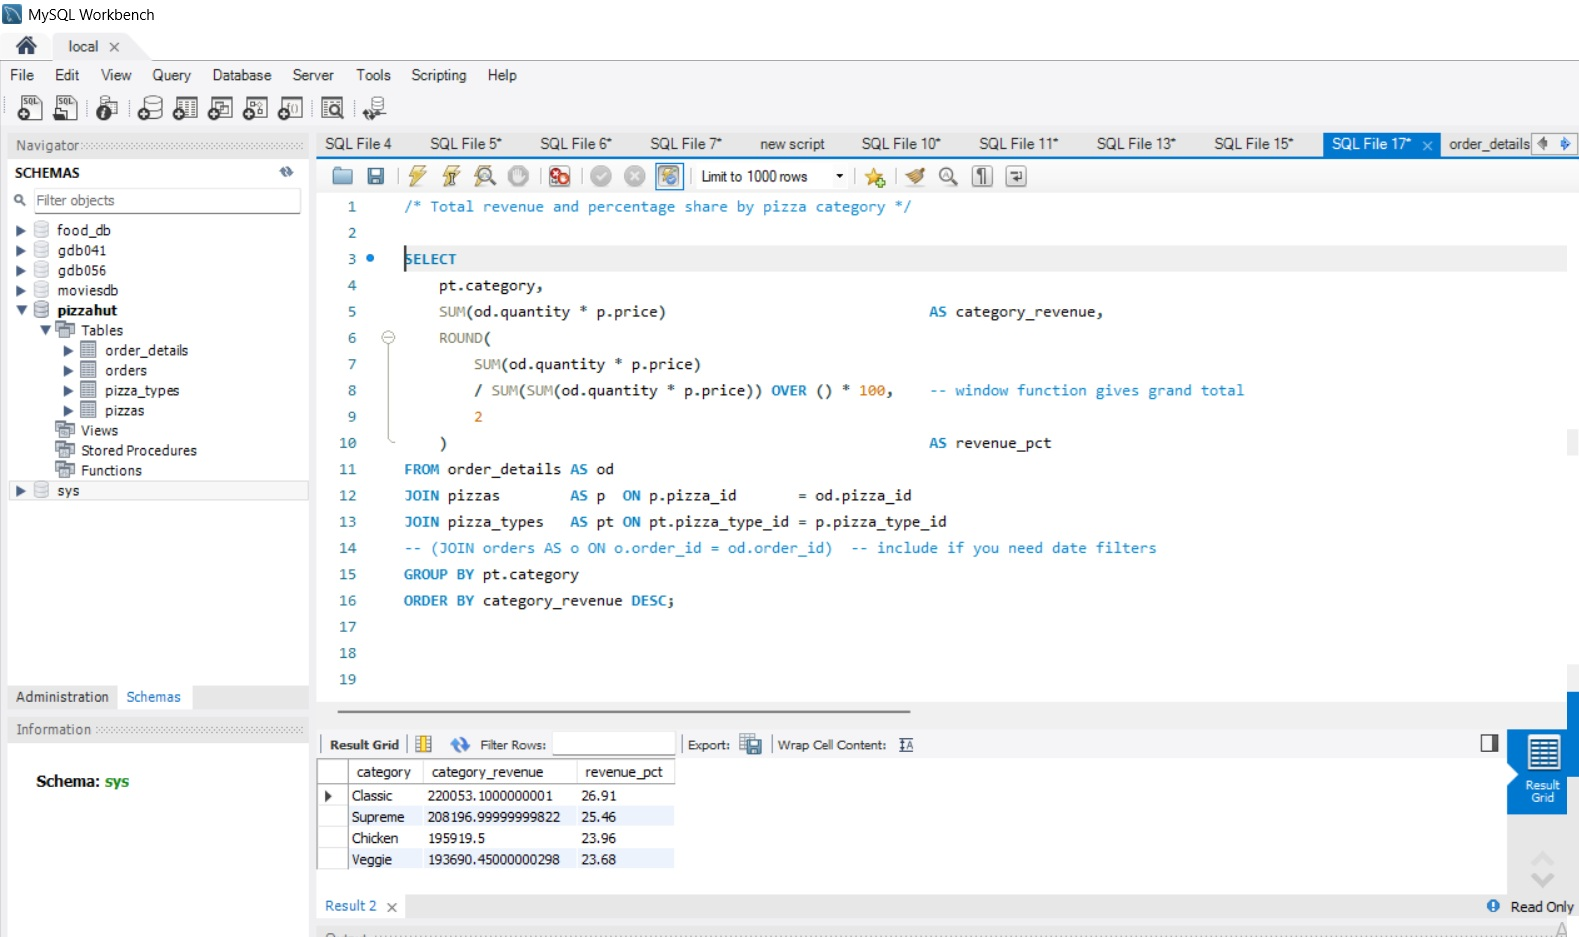 MySQL Workbench
local
File Edit View Query Database Server Tools Scripting Help
Navigator
SCHEMAS
Filter objects
food_db
gdb041
gdb056
moviesdb
pizzahut
Tables
order_details
orders
pizza_types
pizzas
Views
Stored Procedures
Functions
sys
Administration Schemas
Information
Schema: sys
SQL File 4 SQL File 5* SQL File 6* SQL File 7* new script SQL File 10* SQL File 11* SQL File 13* SQL File 15* SQL File 17* order_details
Limit to 1000 rows
1 /* Total revenue and percentage share by pizza category */
2
3 SELECT
4 pt.category,
5 SUM(od.quantity * p.price) AS category_revenue,
6 ROUND(
7 SUM(od.quantity * p.price)
8 / SUM(SUM(od.quantity * p.price)) OVER () * 100, -- window function gives grand total
9 2
10 ) AS revenue_pct
11 FROM order_details AS od
12 JOIN pizzas AS p ON p.pizza_id = od.pizza_id
13 JOIN pizza_types AS pt ON pt.pizza_type_id = p.pizza_type_id
14 -- (JOIN orders AS o ON o.order_id = od.order_id) -- include if you need date filters
15 GROUP BY pt.category
16 ORDER BY category_revenue DESC;
17
18
19
Result Grid Filter Rows: Export: Wrap Cell Content:
category category_revenue revenue_pct
Classic 220053.1000000001 26.91
Supreme 208196.99999999822 25.46
Chicken 195919.5 23.96
Veggie 193690.45000000298 23.68
Result
Grid
Result 2
Read Only